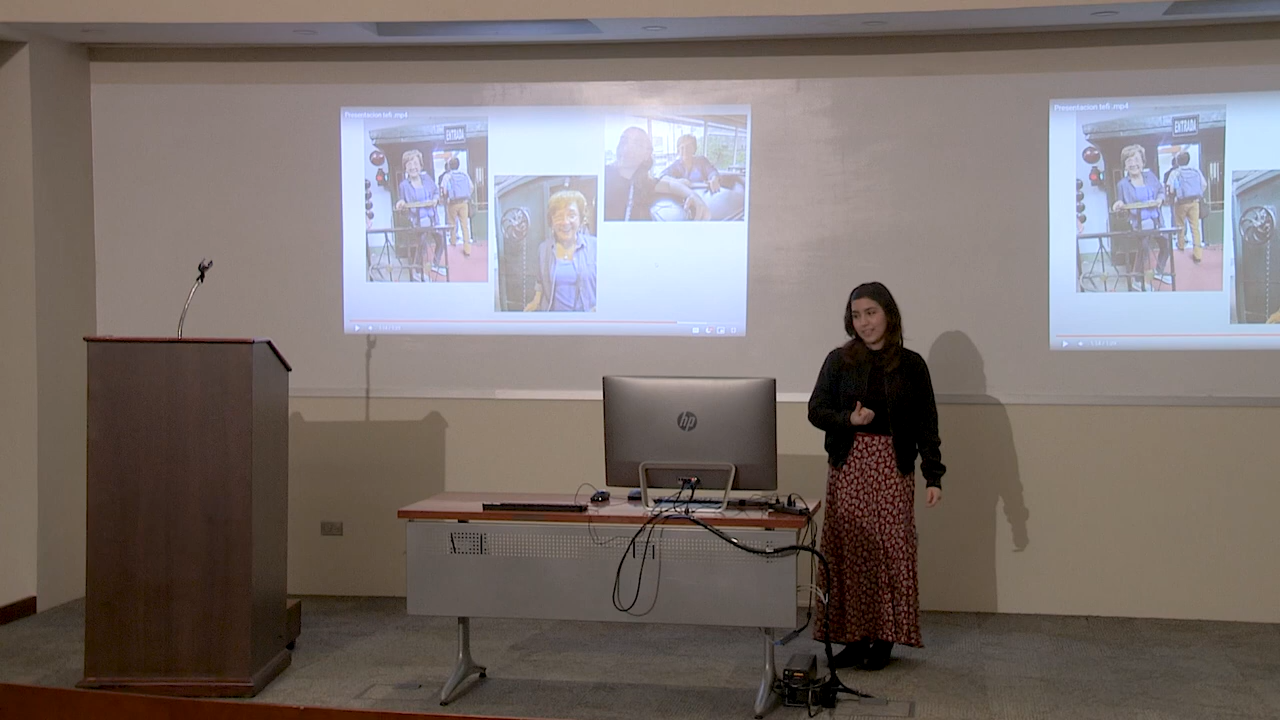 Presentacion tefi .mp4
ENTRADA
Presentacion tefi .mp4
ENTRADA
hp